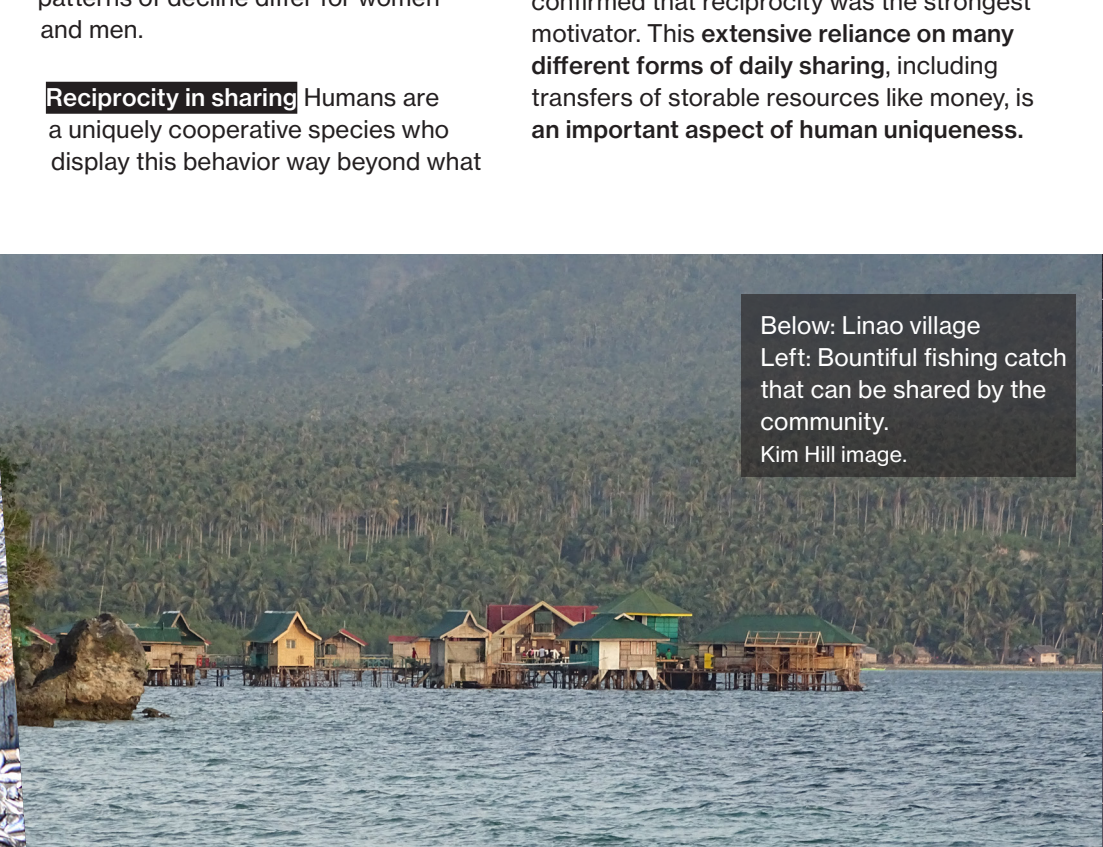 patterns of decline differ for women
and men.
Reciprocity in sharing Humans are
a uniquely cooperative species who
display this behavior way beyond what
confirmed that reciprocity was the strongest
motivator. This extensive reliance on many
different forms of daily sharing, including
transfers of storable resources like money, is
an important aspect of human uniqueness.
Below: Linao village
Left: Bountiful fishing catch
that can be shared by the
community.
Kim Hill image.